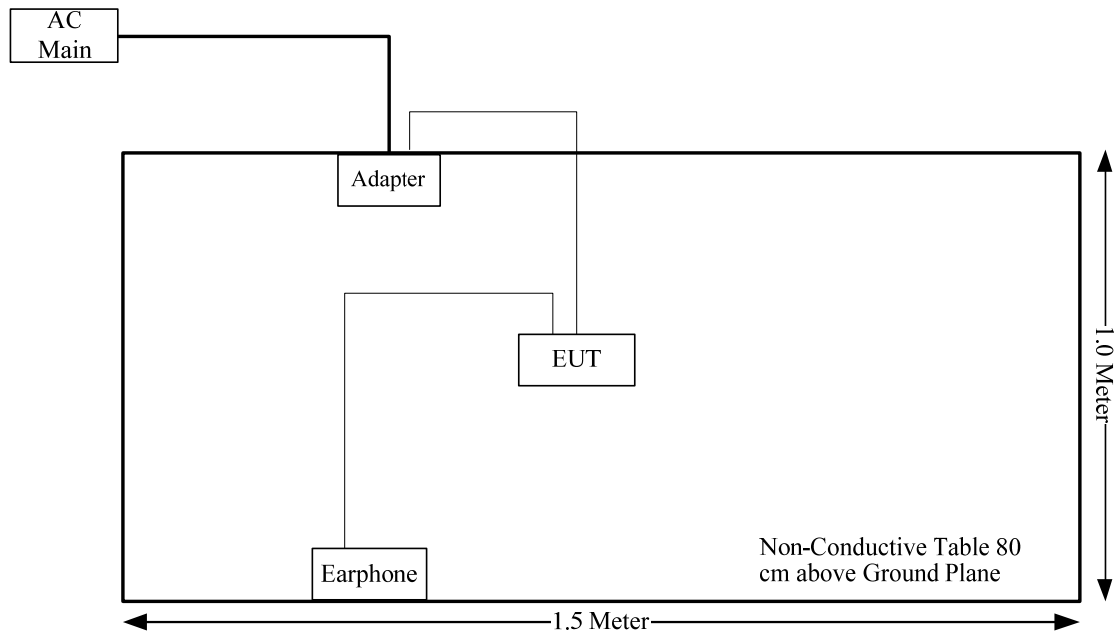 AC
Main
Adapter
EUT
1.0 Meter
Earphone
Non-Conductive Table 80
cm above Ground Plane
1.5 Meter